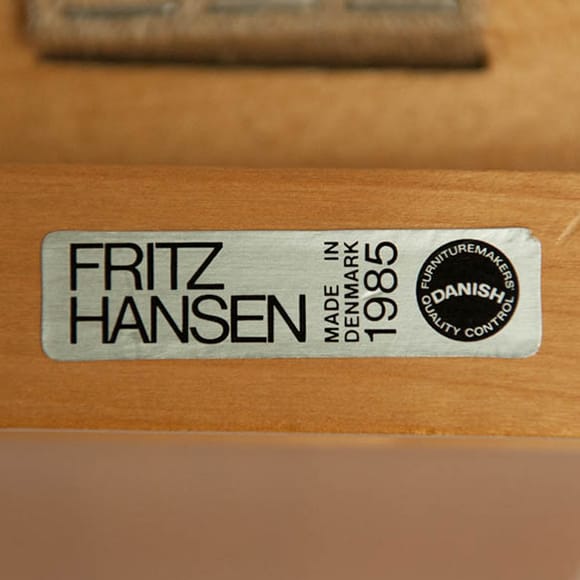 FRITZ
HANSEN
MADE IN
DENMARK
1985
FURNITUREMAKERS'
DANISH
QUALITY CONTROL